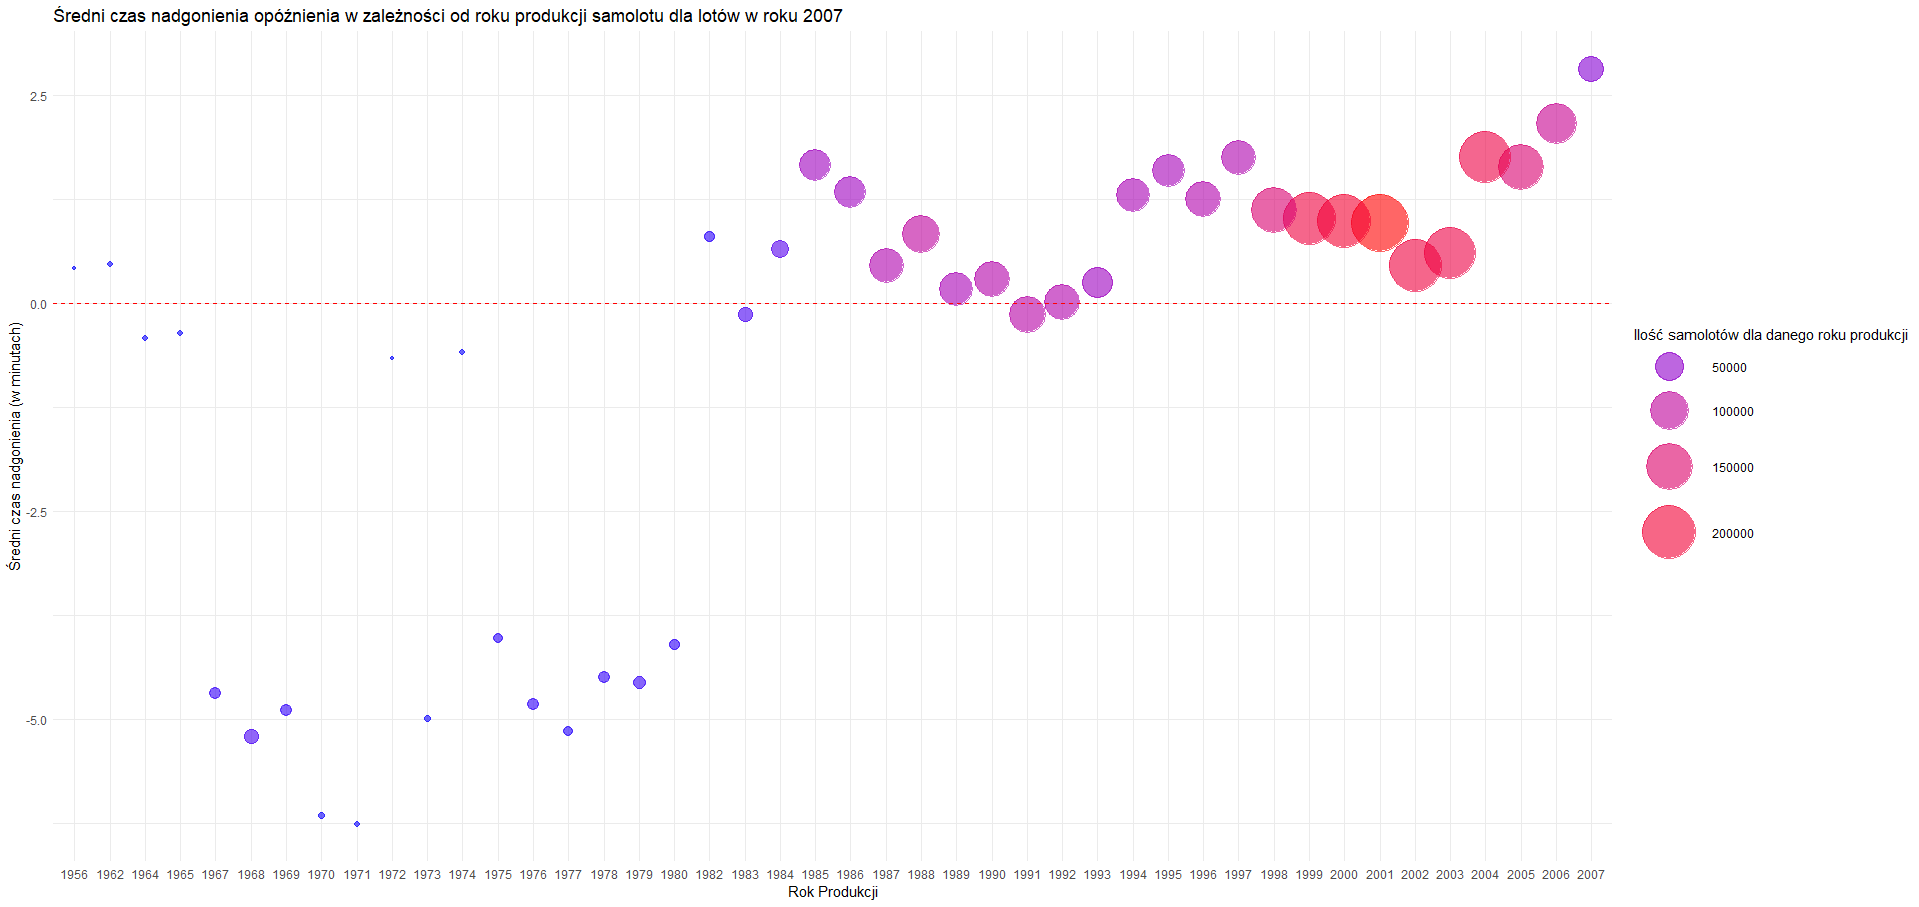 Średni czas nadgonienia opóźnienia w zależności od roku produkcji samolotu dla lotów w roku 2007
Średni czas nadgonienia (w minutach)
2.5
0.0
-2.5
-5.0
1956 1962 1964 1965 1967 1968 1969 1970 1971 1972 1973 1974 1975 1976 1977 1978 1979 1980 1982 1983 1984 1985 1986 1987 1988 1989 1990 1991 1992 1993 1994 1995 1996 1997 1998 1999 2000 2001 2002 2003 2004 2005 2006 2007
Rok Produkcji
Ilość samolotów dla danego roku produkcji
50000
100000
150000
200000